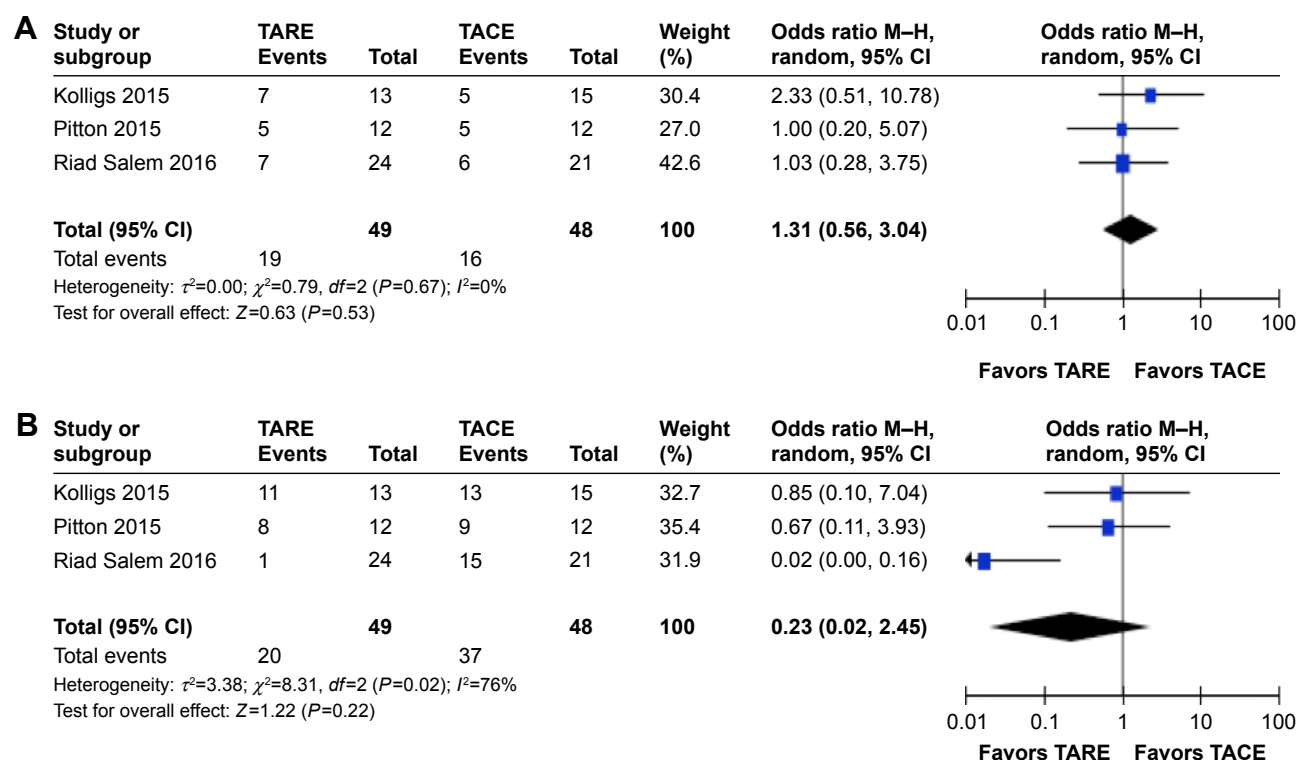 A Study or subgroup TARE Events Total TACE Events Total Weight (%) Odds ratio M–H, random, 95% CI Odds ratio M–H, random, 95% CI
Kolligs 2015 7 13 5 15 30.4 2.33 (0.51, 10.78)
Pitton 2015 5 12 5 12 27.0 1.00 (0.20, 5.07)
Riad Salem 2016 7 24 6 21 42.6 1.03 (0.28, 3.75)
Total (95% CI) 49 48 100 1.31 (0.56, 3.04)
Total events 19 16
Heterogeneity: τ²=0.00; χ²=0.79, df=2 (P=0.67); I²=0%
Test for overall effect: Z=0.63 (P=0.53)
0.01 0.1 1 10 100
Favors TARE Favors TACE
B Study or subgroup TARE Events Total TACE Events Total Weight (%) Odds ratio M–H, random, 95% CI Odds ratio M–H, random, 95% CI
Kolligs 2015 11 13 13 15 32.7 0.85 (0.10, 7.04)
Pitton 2015 8 12 9 12 35.4 0.67 (0.11, 3.93)
Riad Salem 2016 1 24 15 21 31.9 0.02 (0.00, 0.16)
Total (95% CI) 49 48 100 0.23 (0.02, 2.45)
Total events 20 37
Heterogeneity: τ²=3.38; χ²=8.31, df=2 (P=0.02); I²=76%
Test for overall effect: Z=1.22 (P=0.22)
0.01 0.1 1 10 100
Favors TARE Favors TACE